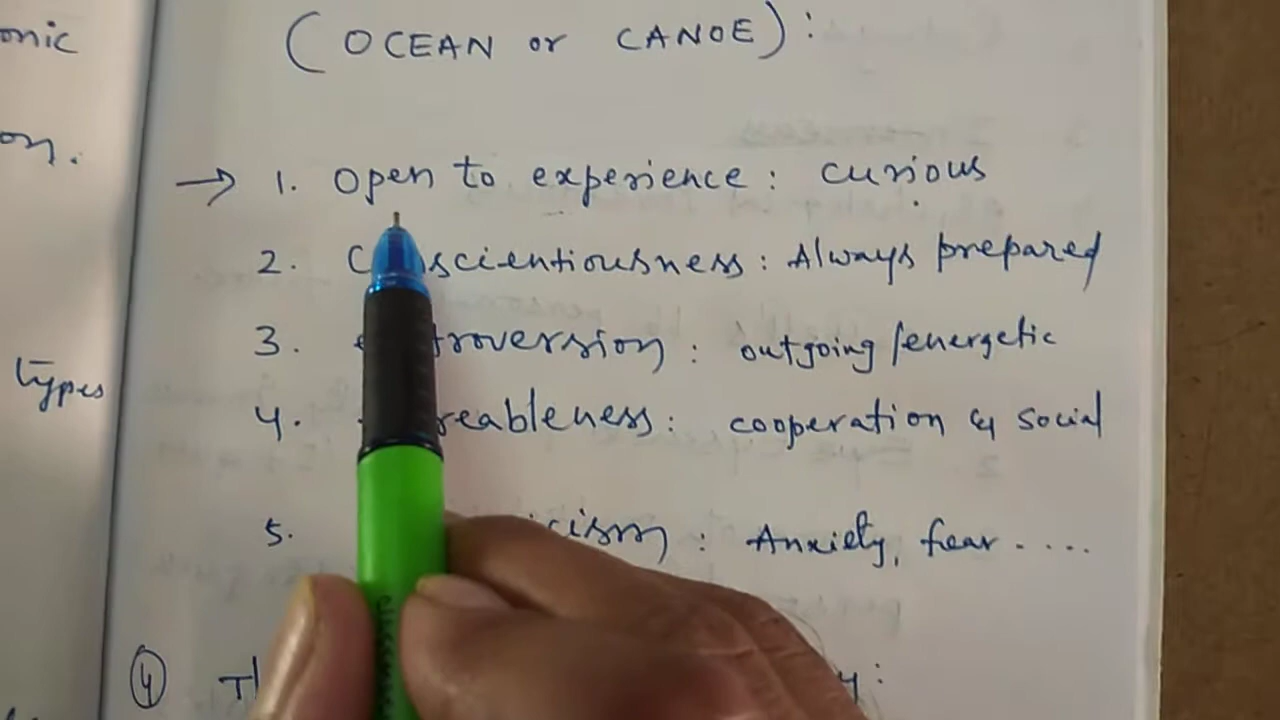 onic
on.
types
(OCEAN or CANOE):
→ 1. Open to experience: curious
2. scientiousness: Always prepared
3. troversion: outgoing/energetic
4. reableness: cooperation & social
5. icism: Anxiety, fear ....
④